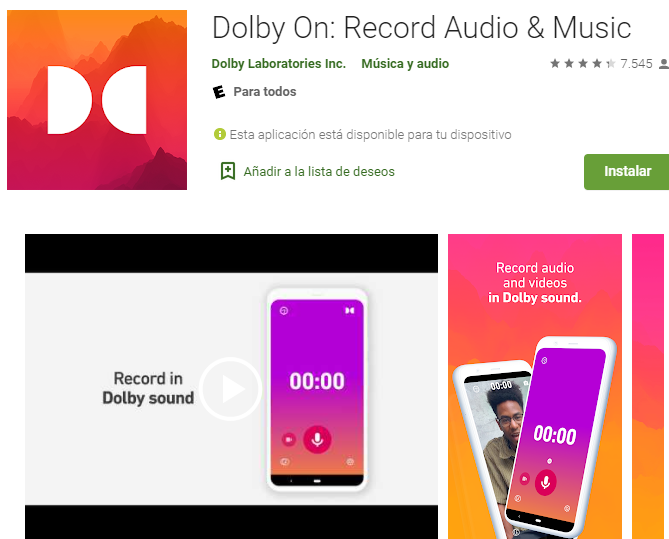 Dolby On: Record Audio & Music
Dolby Laboratories Inc. Música y audio 7.545
E Para todos
Esta aplicación está disponible para tu dispositivo
Añadir a la lista de deseos Instalar
Record in
Dolby sound
00:00
Record audio
and videos
in Dolby sound.
00:00
00:00